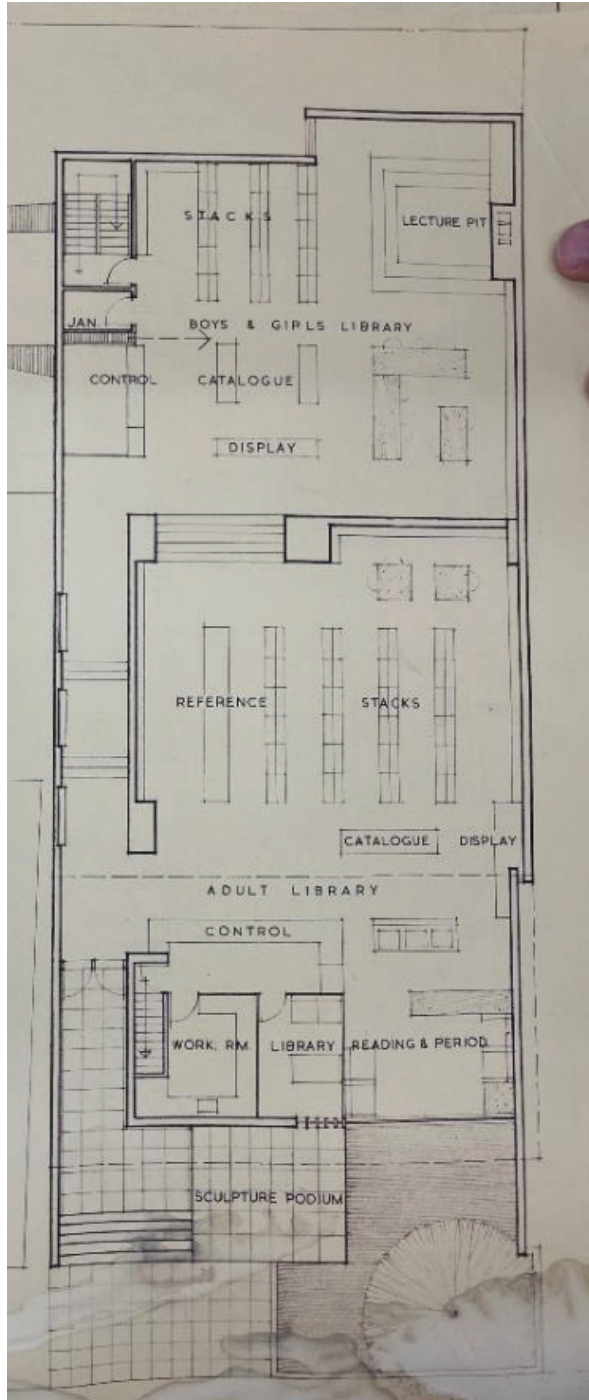 STACKS
LECTURE PIT
JAN.
BOYS & GIRLS LIBRARY
CONTROL
CATALOGUE
DISPLAY
REFERENCE
STACKS
CATALOGUE
DISPLAY
ADULT LIBRARY
CONTROL
WORK. RM
LIBRARY
READING & PERIOD.
SCULPTURE PODIUM